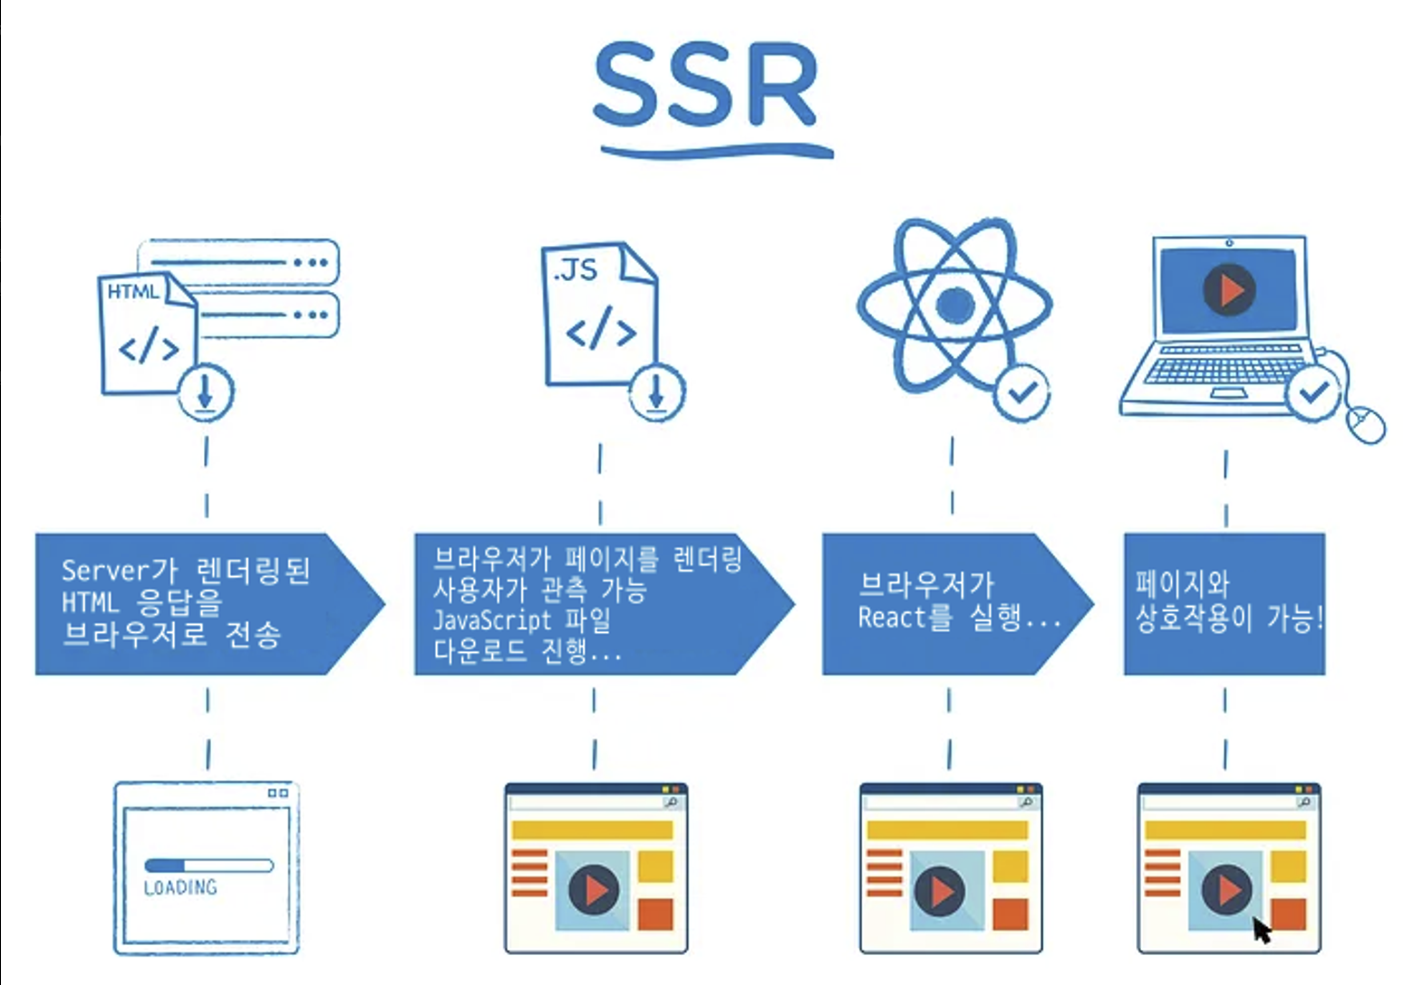 SSR
HTML
</>
.JS
</>
Server가 렌더링된
HTML 응답을
브라우저로 전송
브라우저가 페이지를 렌더링
사용자가 관측 가능
JavaScript 파일
다운로드 진행...
브라우저가
React를 실행...
페이지와
상호작용이 가능!
LOADING